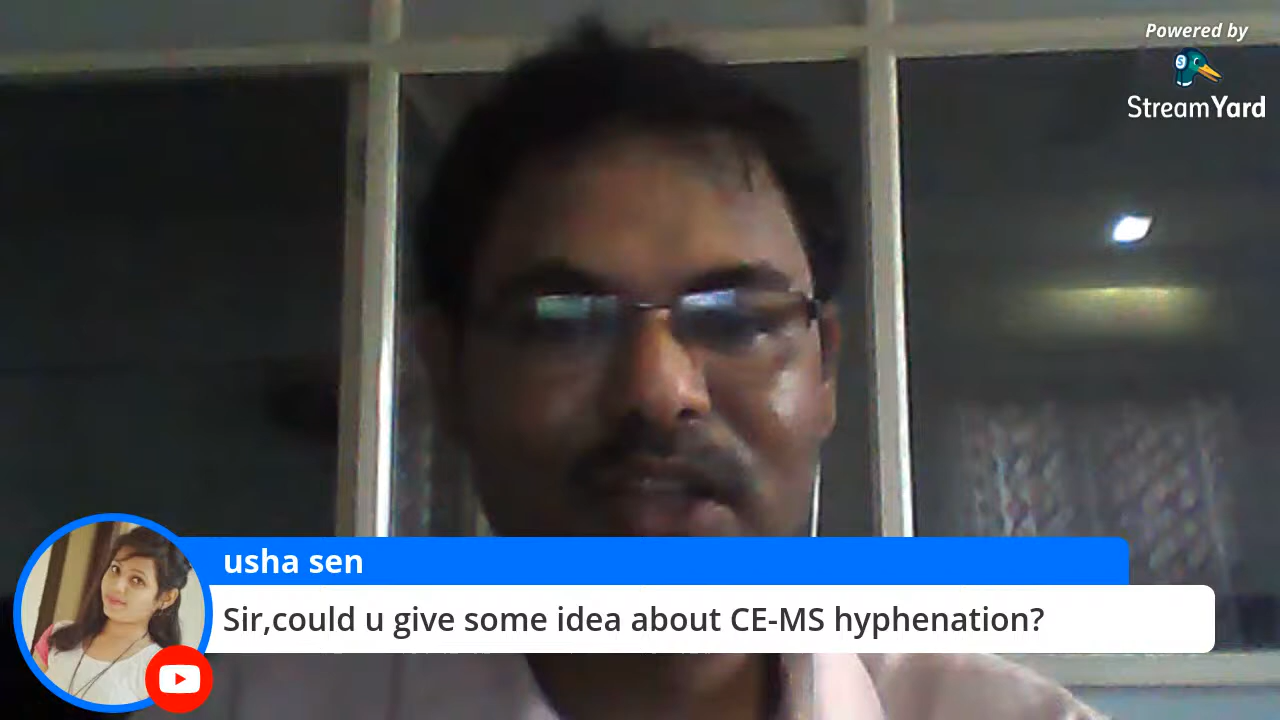 Powered by
StreamYard
usha sen
Sir,could u give some idea about CE-MS hyphenation?